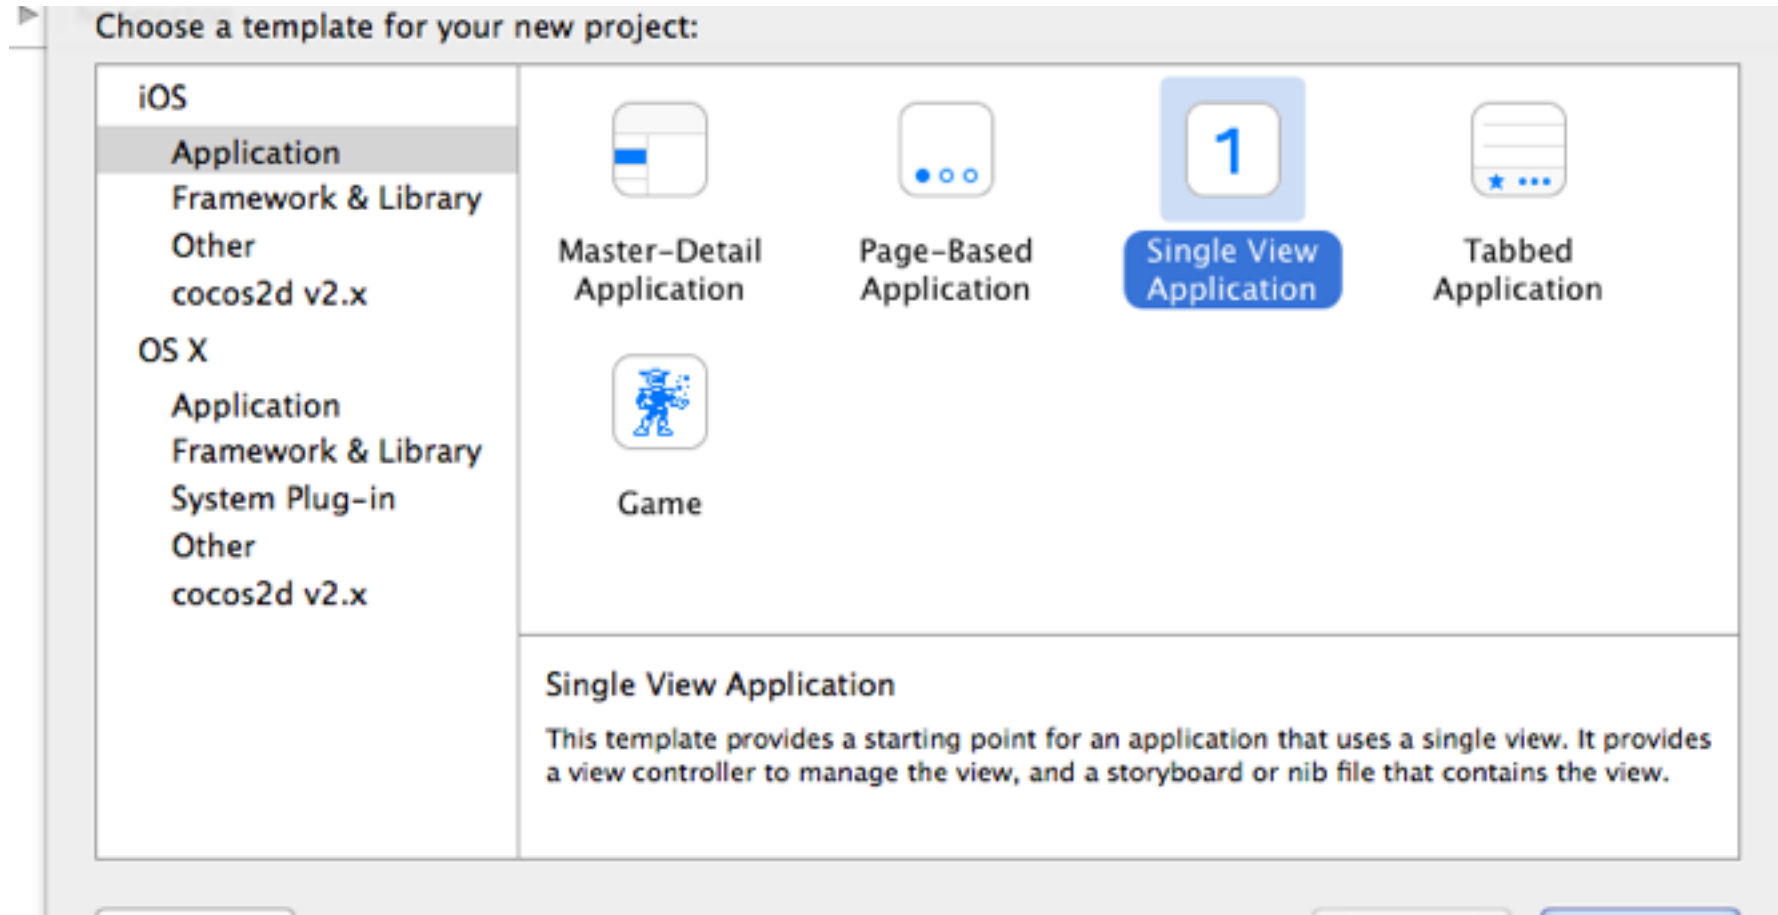 Choose a template for your new project:
iOS
Application
Framework & Library
Other
cocos2d v2.x
OS X
Application
Framework & Library
System Plug-in
Other
cocos2d v2.x
1
Master-Detail
Application
Page-Based
Application
Single View
Application
Tabbed
Application
Game
Single View Application
This template provides a starting point for an application that uses a single view. It provides
a view controller to manage the view, and a storyboard or nib file that contains the view.